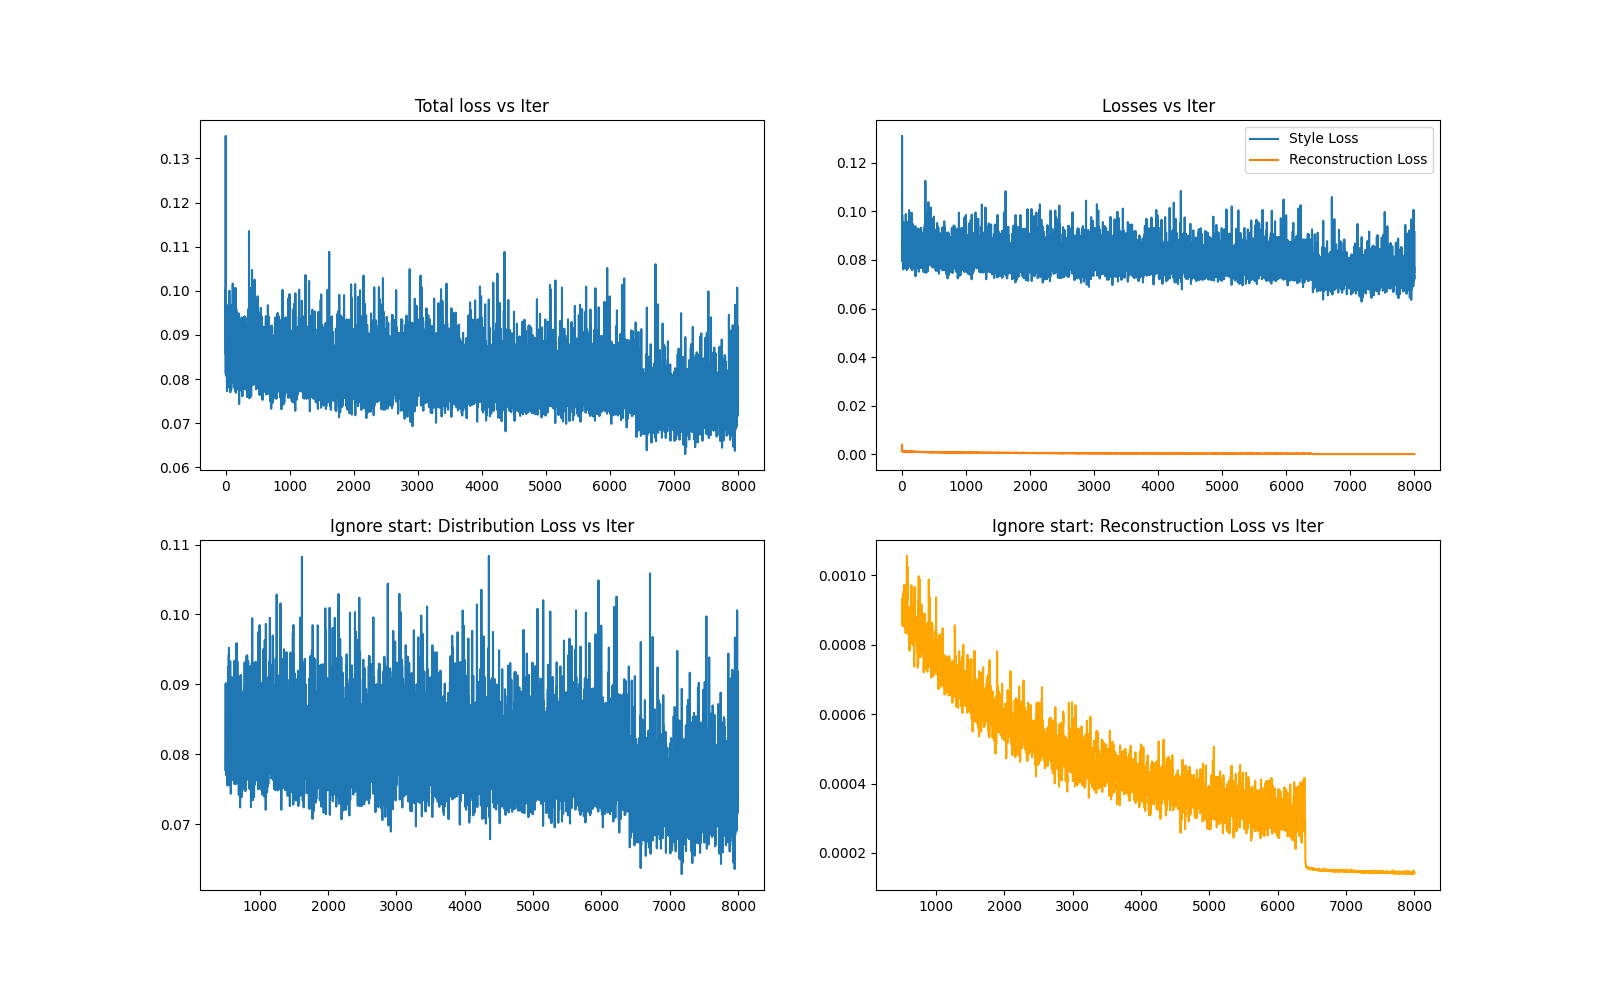 Total loss vs Iter
0.13
0.12
0.11
0.10
0.09
0.08
0.07
0.06
0 1000 2000 3000 4000 5000 6000 7000 8000
Losses vs Iter
Style Loss
Reconstruction Loss
0.12
0.10
0.08
0.06
0.04
0.02
0.00
0 1000 2000 3000 4000 5000 6000 7000 8000
Ignore start: Distribution Loss vs Iter
0.11
0.10
0.09
0.08
0.07
1000 2000 3000 4000 5000 6000 7000 8000
Ignore start: Reconstruction Loss vs Iter
0.0010
0.0008
0.0006
0.0004
0.0002
1000 2000 3000 4000 5000 6000 7000 8000